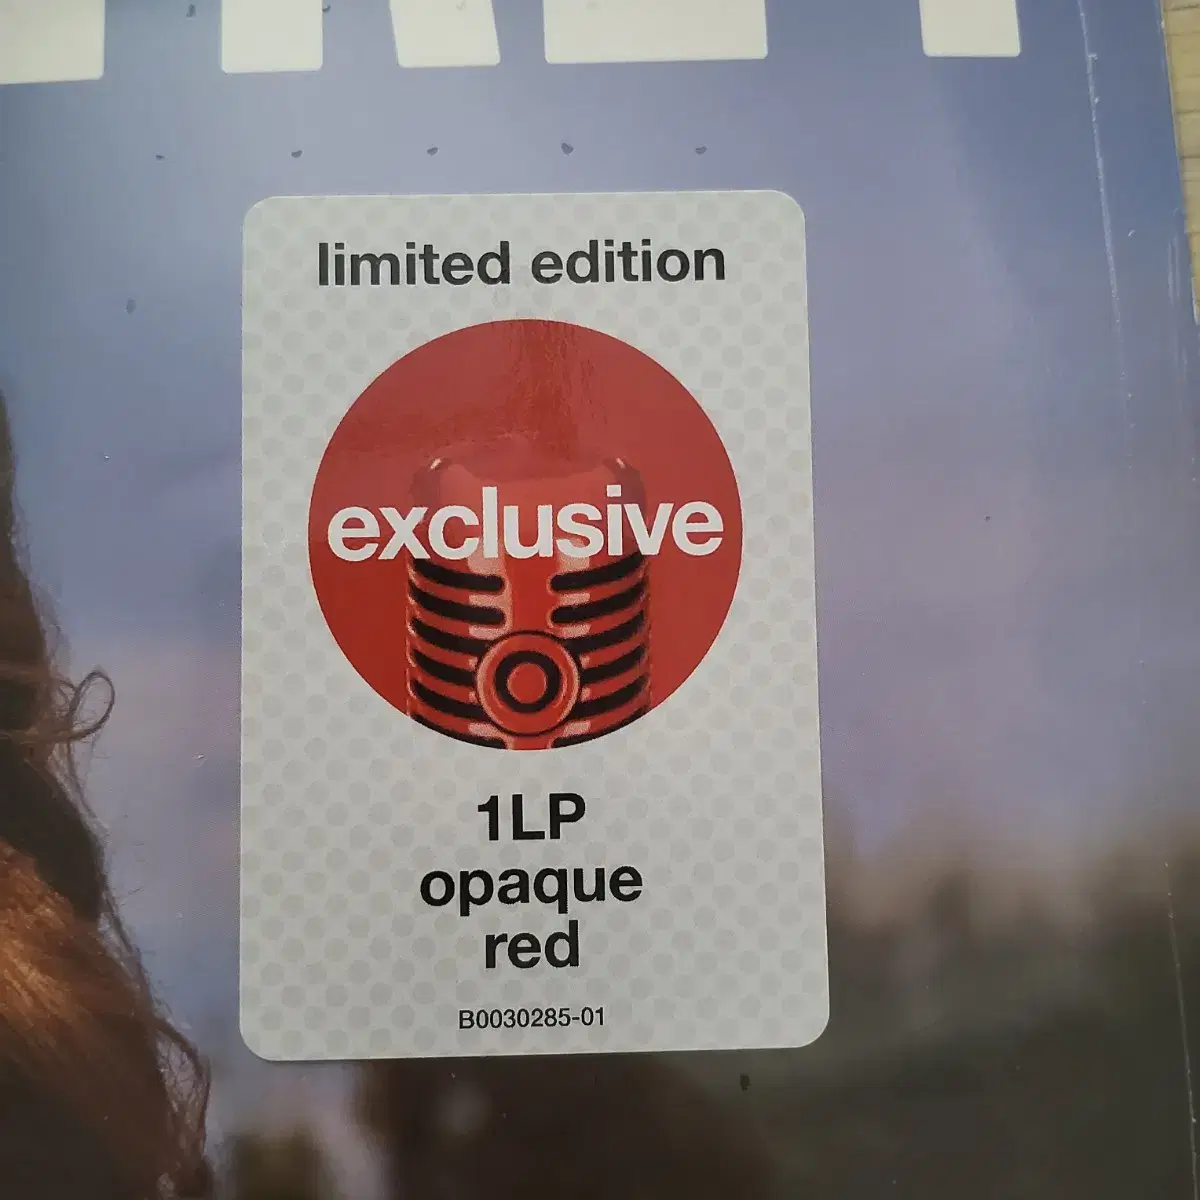 limited edition
exclusive
1LP
opaque
red
B0030285-01